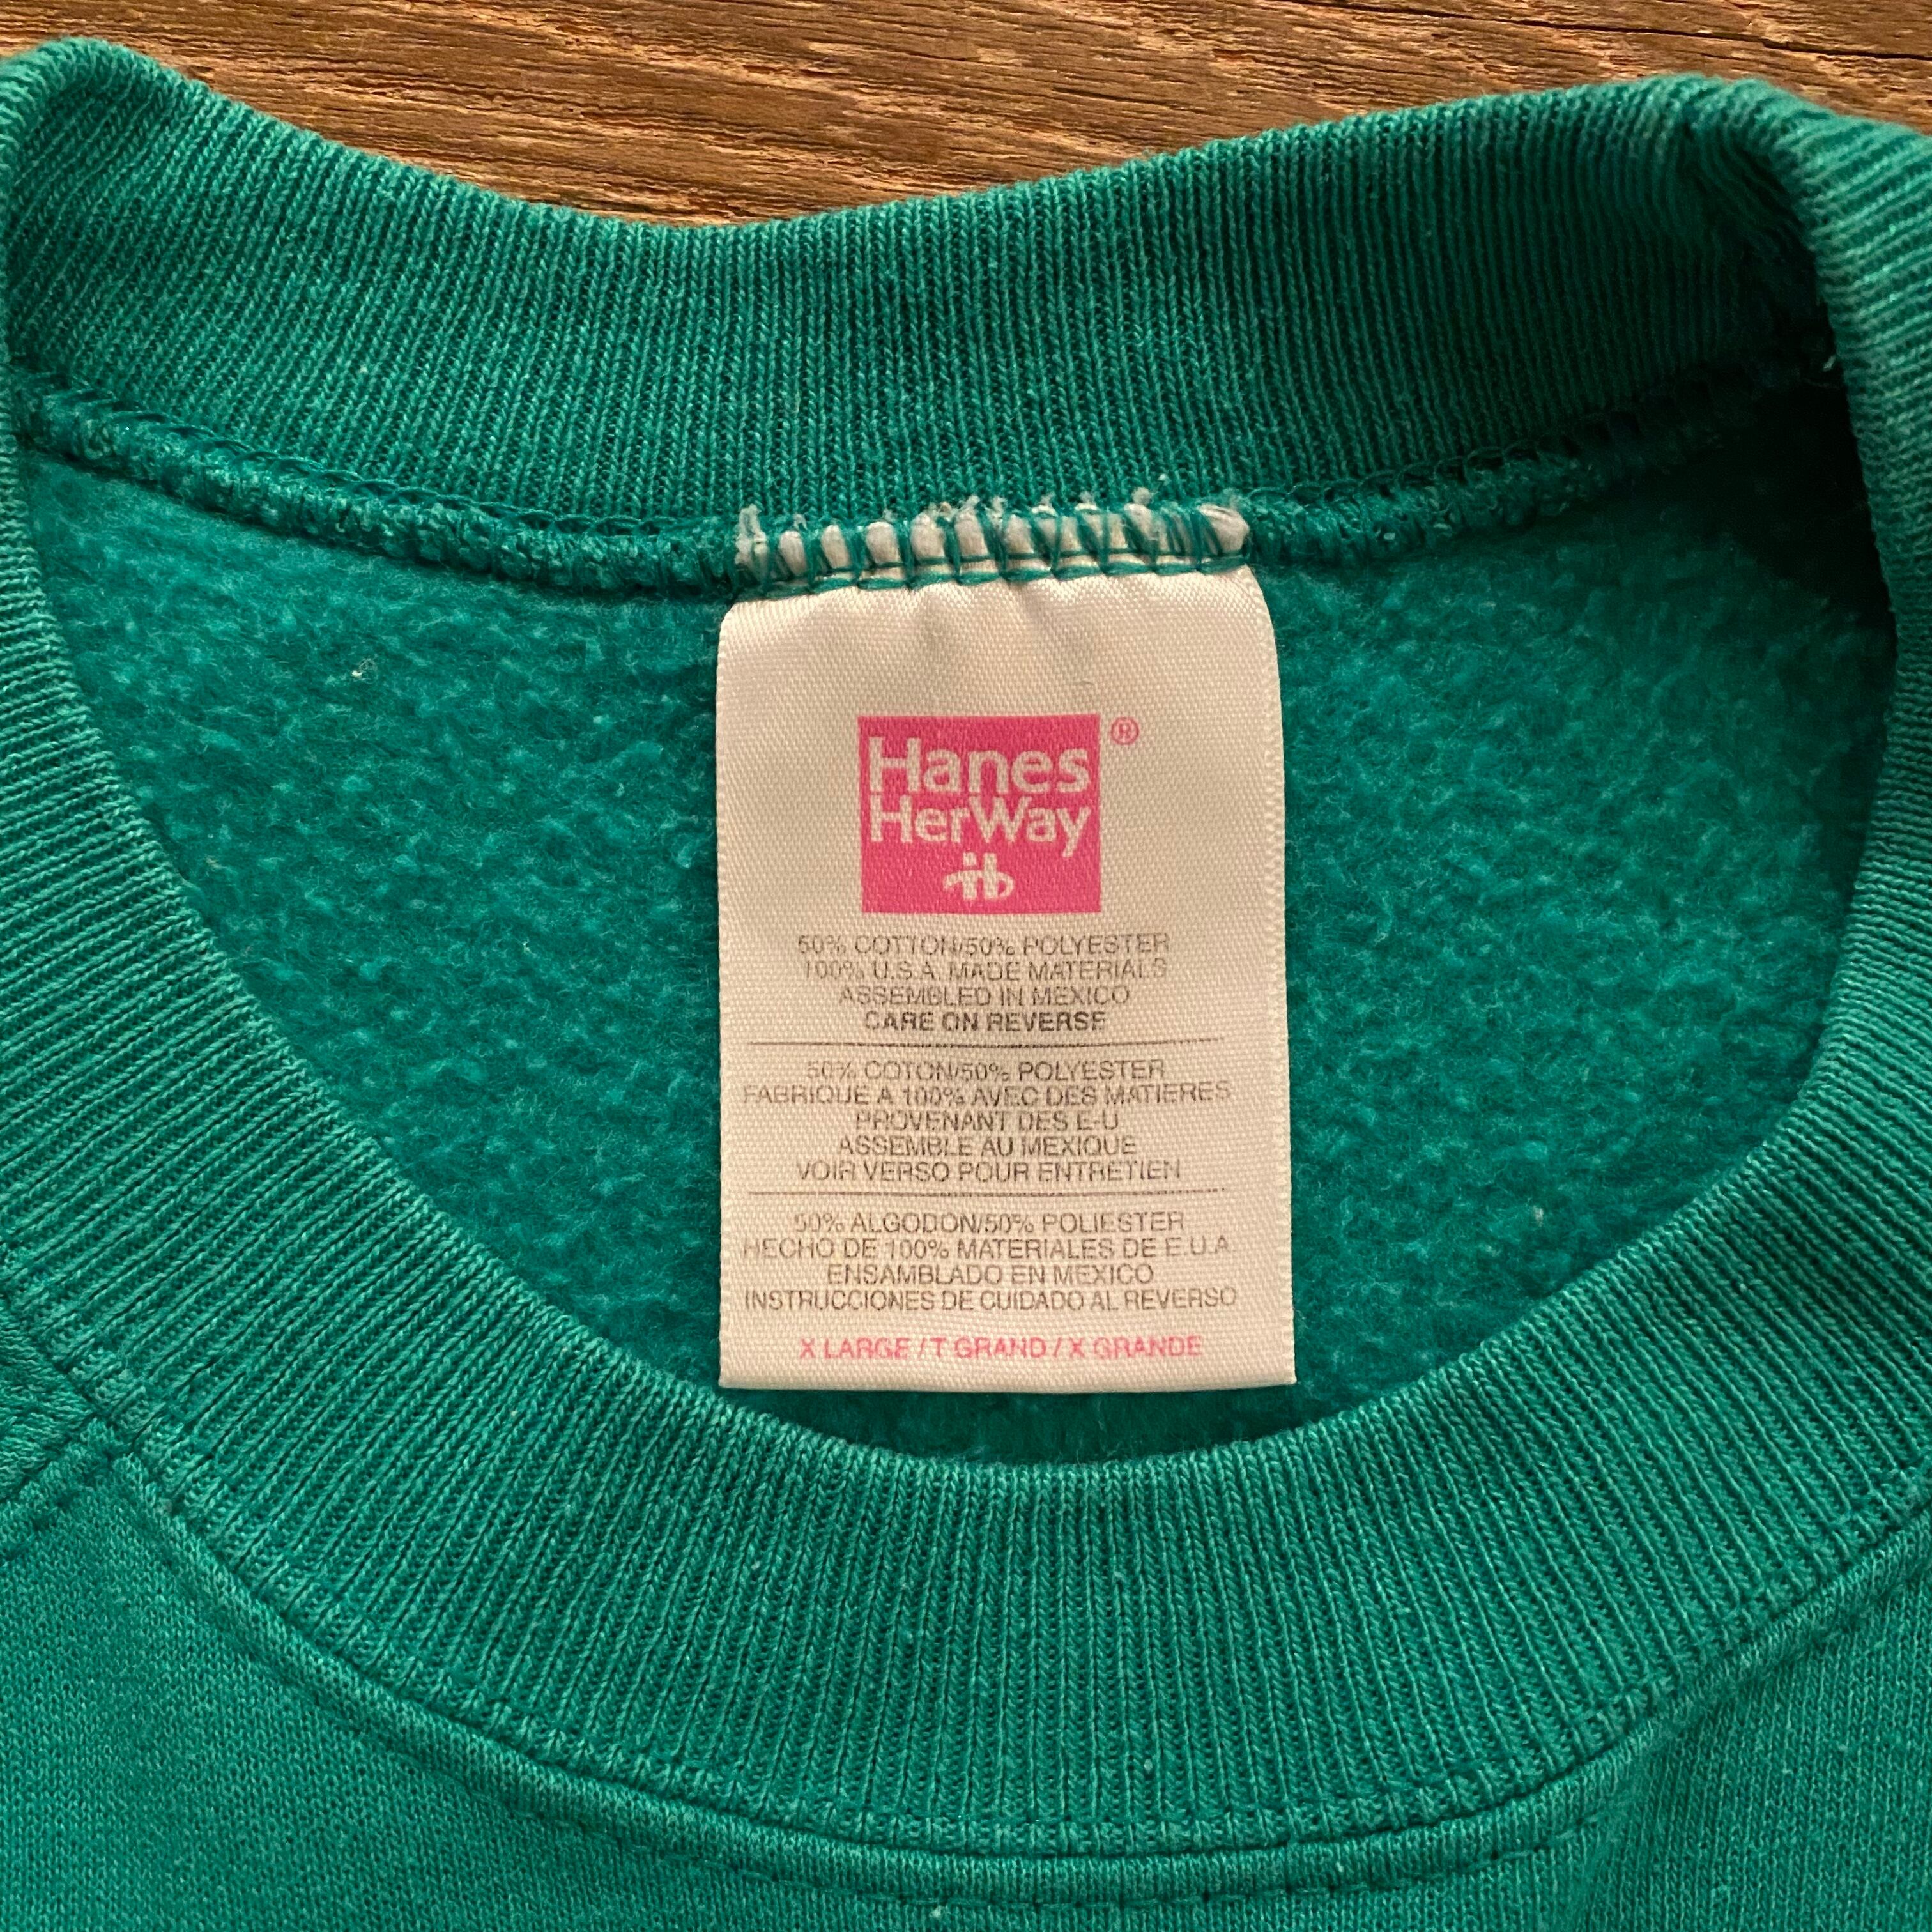 Hanes ®
HerWay
50% COTTON/50% POLYESTER
100% U.S.A. MADE MATERIALS
ASSEMBLED IN MEXICO
CARE ON REVERSE
50% COTON/50% POLYESTER
FABRIQUE A 100% AVEC DES MATIERES
PROVENANT DES E-U
ASSEMBLE AU MEXIQUE
VOIR VERSO POUR ENTRETIEN
50% ALGODON/50% POLIESTER
HECHO DE 100% MATERIALES DE E.U.A.
ENSAMBLADO EN MEXICO
INSTRUCCIONES DE CUIDADO AL REVERSO
X LARGE / T GRAND / X GRANDE